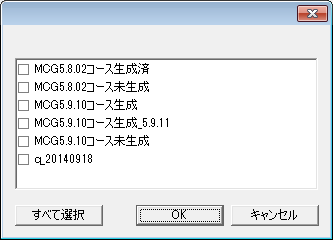 MCG5.8.02コース生成済
MCG5.8.02コース未生成
MCG5.9.10コース生成
MCG5.9.10コース生成_5.9.11
MCG5.9.10コース未生成
q_20140918
すべて選択 OK キャンセル